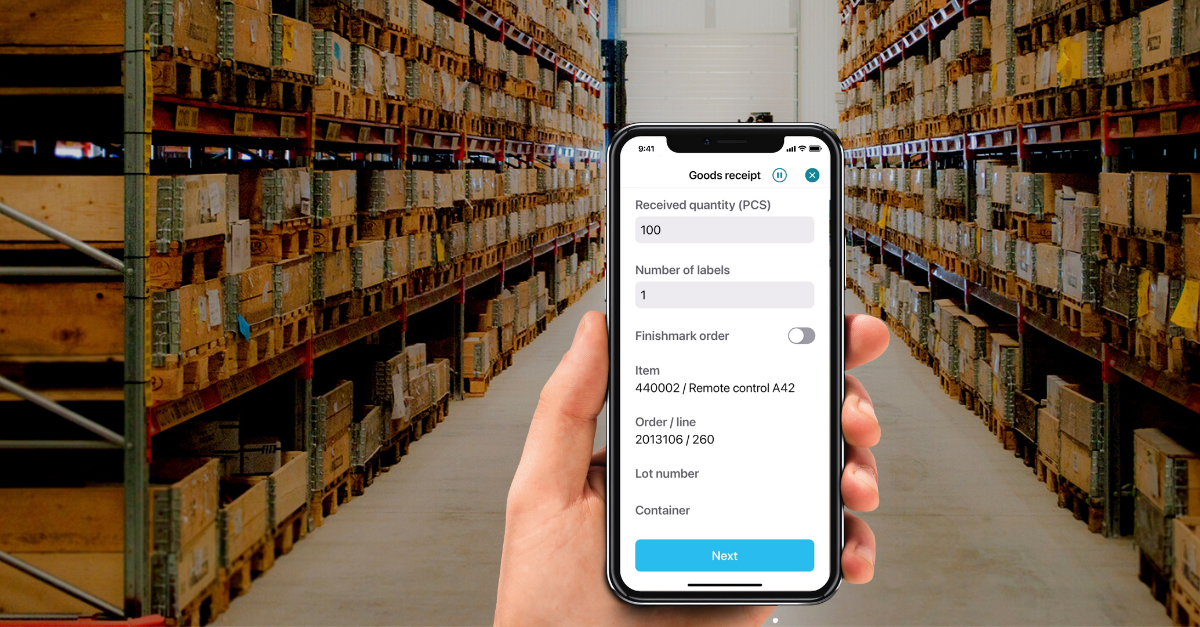 9:41
Goods receipt
Received quantity (PCS)
100
Number of labels
1
Finishmark order
Item
440002 / Remote control A42
Order / line
2013106 / 260
Lot number
Container
Next